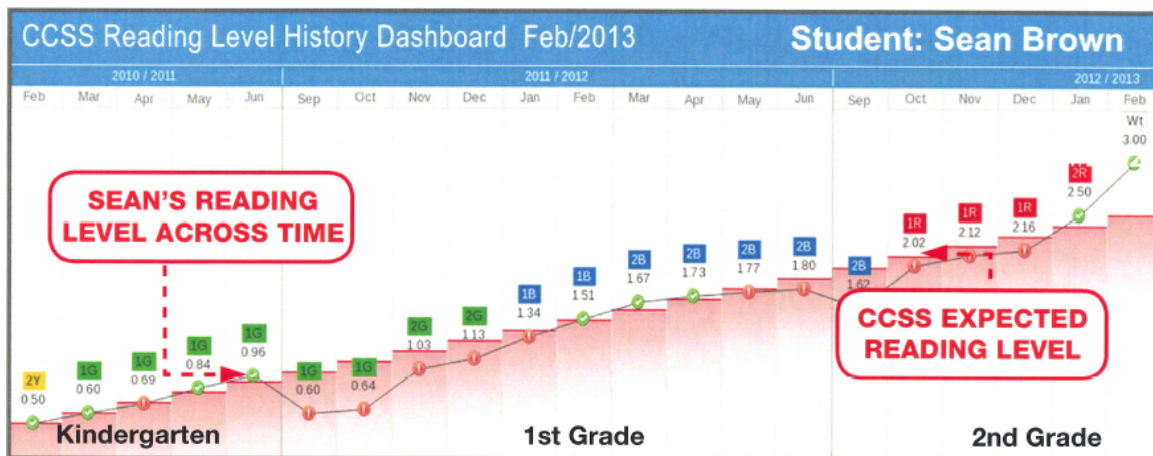 CCSS Reading Level History Dashboard Feb/2013 Student: Sean Brown
2010 / 2011 2011 / 2012 2012 / 2013
Feb Mar Apr May Jun Sep Oct Nov Dec Jan Feb Mar Apr May Jun Sep Oct Nov Dec Jan Feb
Wt
3.00
2R
2.50
1R
2.16
1R
2.12
1R
2.02
SEAN'S READING
LEVEL ACROSS TIME
2Y
0.50
1G
0.60
1G
0.69
1G
0.84
1G
0.96
1G
0.60
1G
0.64
2G
1.03
2G
1.13
1B
1.34
1B
1.51
2B
1.67
2B
1.73
2B
1.77
2B
1.80
2B
1.62
CCSS EXPECTED
READING LEVEL
Kindergarten 1st Grade 2nd Grade